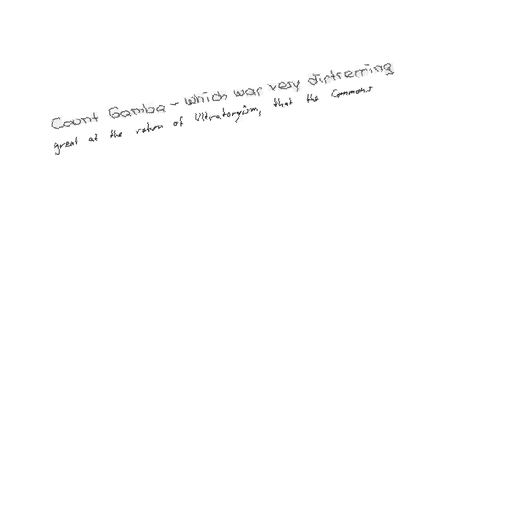 Count Gamba - which was very distressing
great at the return of Ultratoryism, that the Commons